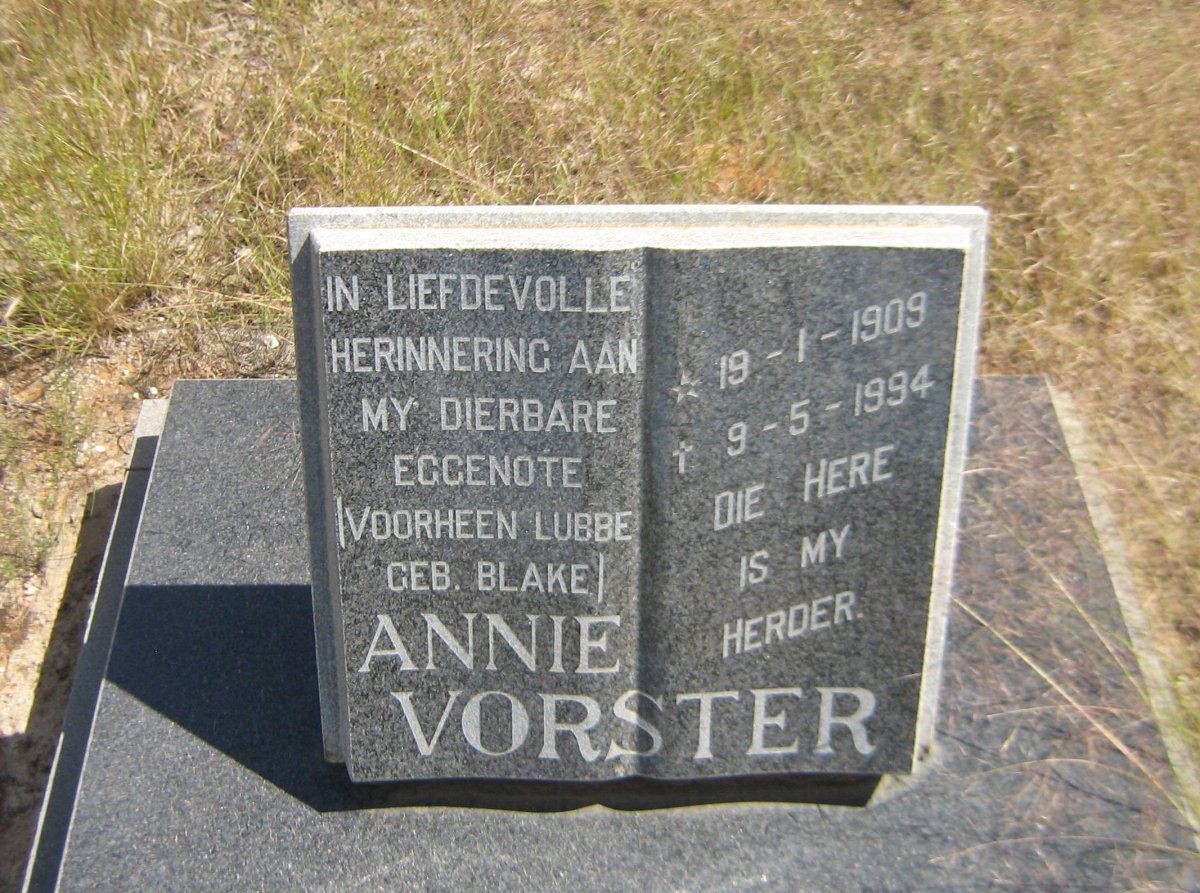 IN LIEFDEVOLLE
HERINNERING AAN
MY DIERBARE
EGGENOTE
(VOORHEEN LUBBE
GEB. BLAKE)
ANNIE
VORSTER
☆ 19-1-1909
† 9-5-1994
DIE HERE
IS MY
HERDER.